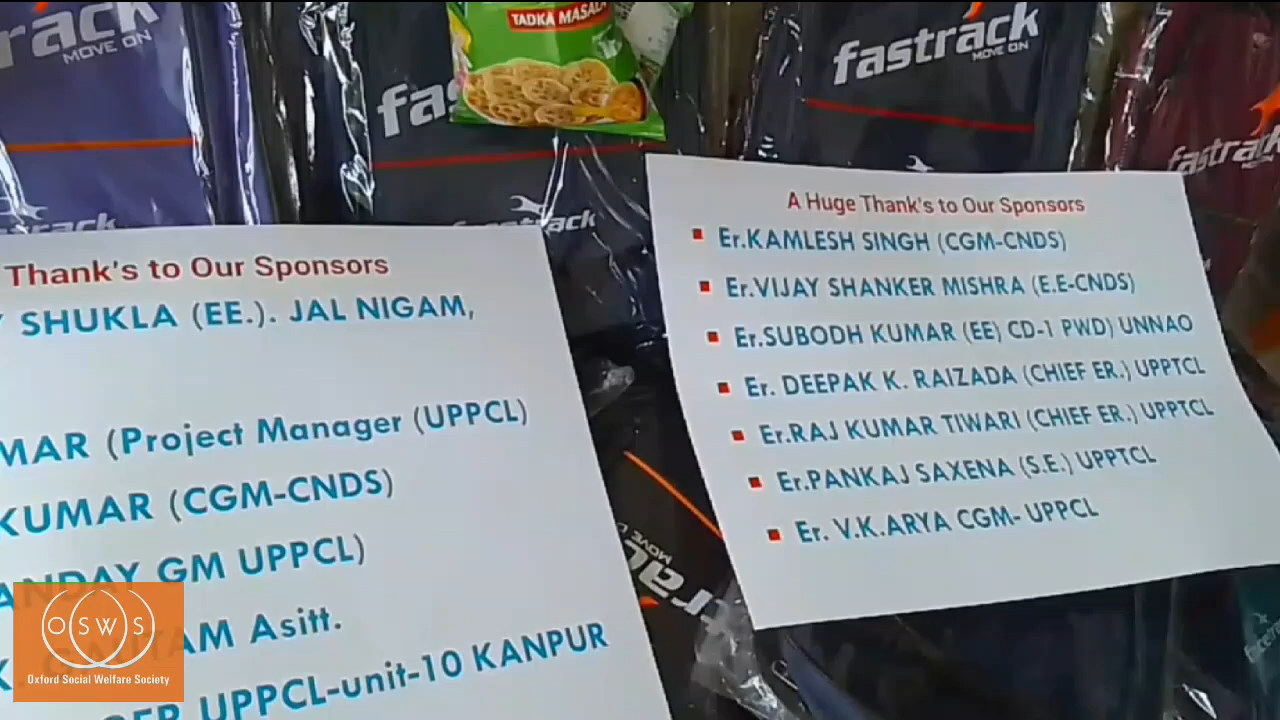 MOVE ON
TADKA MASALA
fastrack
MOVE ON
fastrack
fastrack
Thank's to Our Sponsors
SHUKLA (EE.). JAL NIGAM,
(Project Manager (UPPCL)
KUMAR (CGM-CNDS)
GM UPPCL)
Asitt.
UPPCL-unit-10 KANPUR
A Huge Thank's to Our Sponsors
Er.KAMLESH SINGH (CGM-CNDS)
Er.VIJAY SHANKER MISHRA (E.E-CNDS)
Er.SUBODH KUMAR (EE) CD-1 PWD) UNNAO
Er. DEEPAK K. RAIZADA (CHIEF ER.) UPPTCL
Er.RAJ KUMAR TIWARI (CHIEF ER.) UPPTCL
Er.PANKAJ SAXENA (S.E.) UPPTCL
Er. V.K.ARYA CGM- UPPCL
MOVE
OSWS
Oxford Social Welfare Society